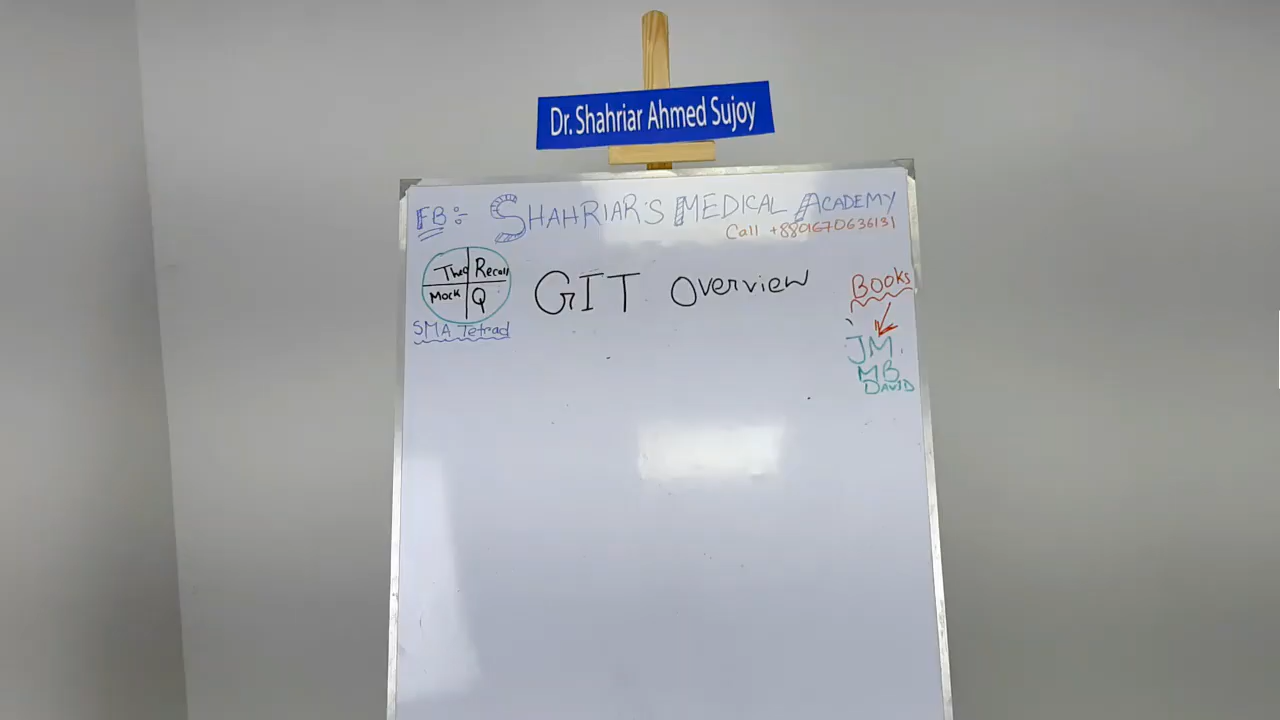 Dr. Shahriar Ahmed Sujoy
FB:- SHAHRIAR'S MEDICAL ACADEMY
Call +8801670636131
Theo Recall
Mock Q
SMA Tetrad
GIT Overview
Books
JM
MB
DAVID